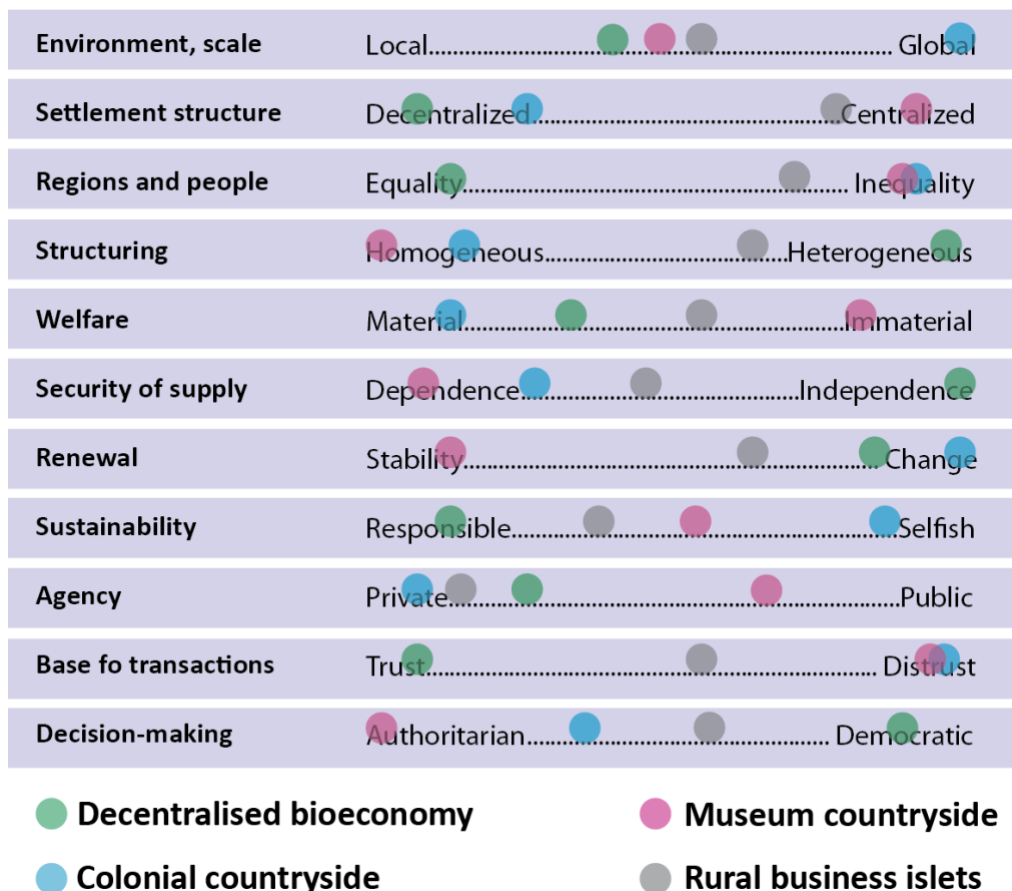 Environment, scale Local Global
Settlement structure Decentralized Centralized
Regions and people Equality Inequality
Structuring Homogeneous Heterogeneous
Welfare Material Immaterial
Security of supply Dependence Independence
Renewal Stability Change
Sustainability Responsible Selfish
Agency Private Public
Base fo transactions Trust Distrust
Decision-making Authoritarian Democratic
Decentralised bioeconomy Museum countryside
Colonial countryside Rural business islets